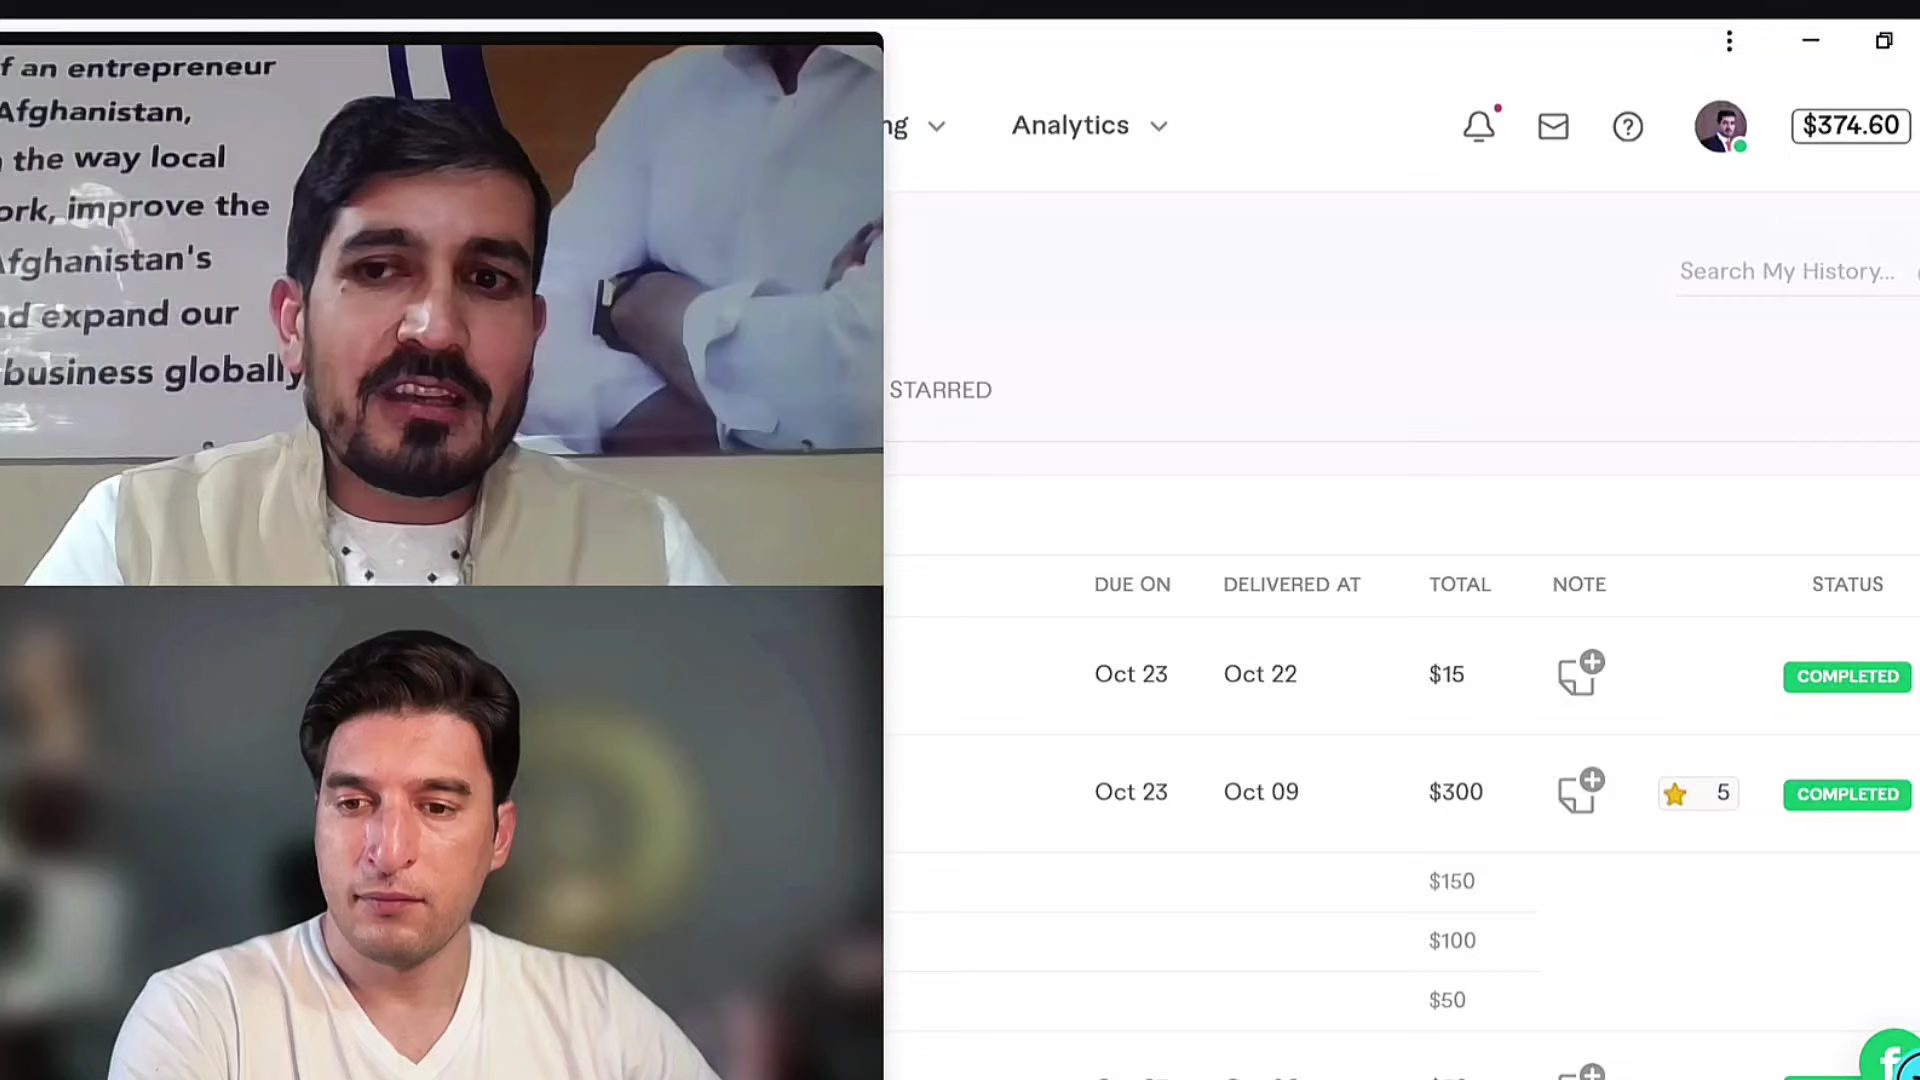 f an entrepreneur
Afghanistan,
the way local
ork, improve the
Afghanistan's
nd expand our
business globally
ng
Analytics
$374.60
Search My History...
STARRED
DUE ON DELIVERED AT TOTAL NOTE STATUS
Oct 23 Oct 22 $15 COMPLETED
Oct 23 Oct 09 $300 5 COMPLETED
$150
$100
$50